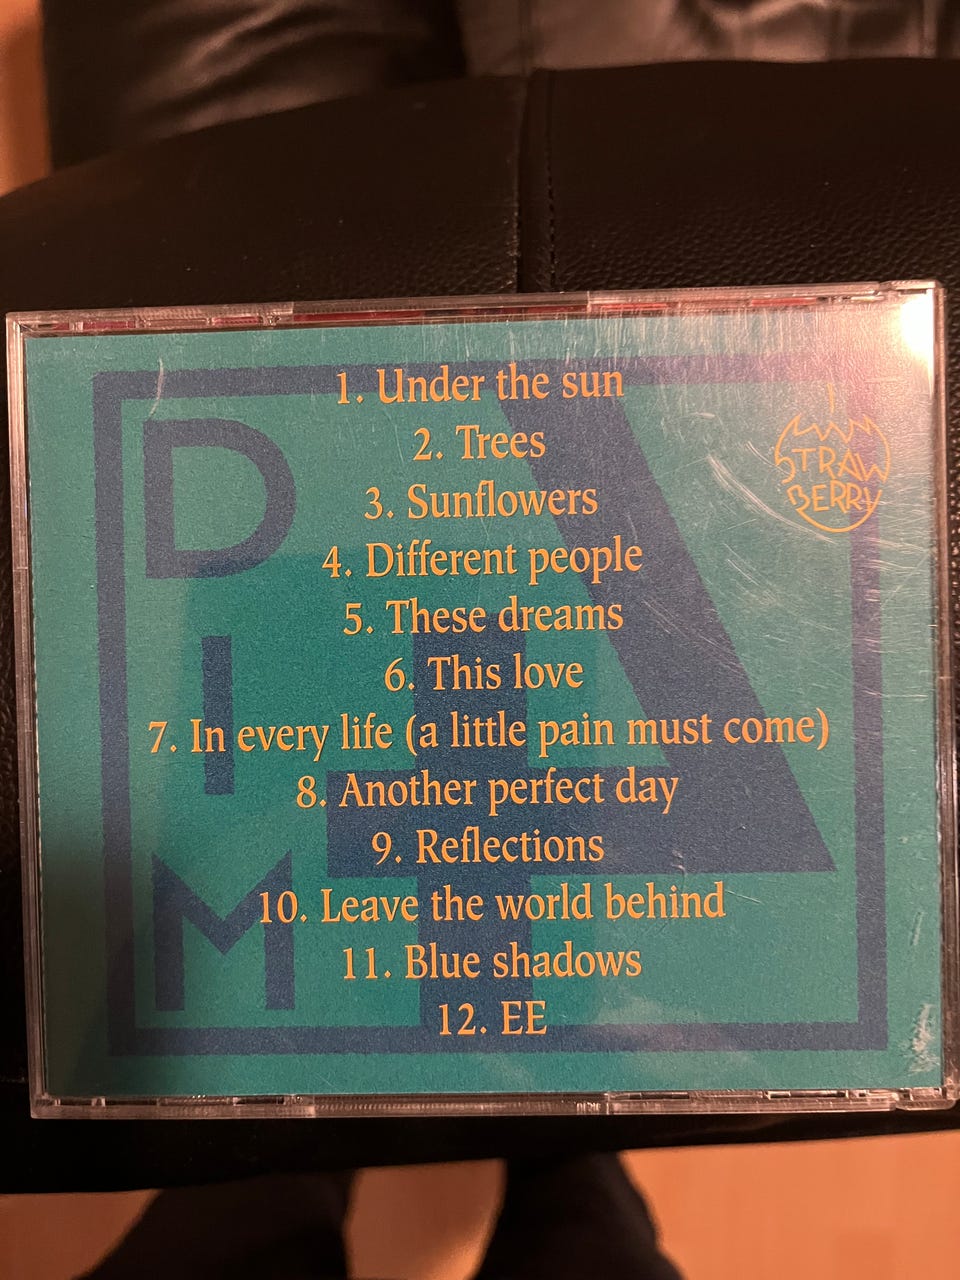 1. Under the sun
2. Trees
3. Sunflowers
4. Different people
5. These dreams
6. This love
7. In every life (a little pain must come)
8. Another perfect day
9. Reflections
10. Leave the world behind
11. Blue shadows
12. EE
DIM
4
STRAW
BERRY